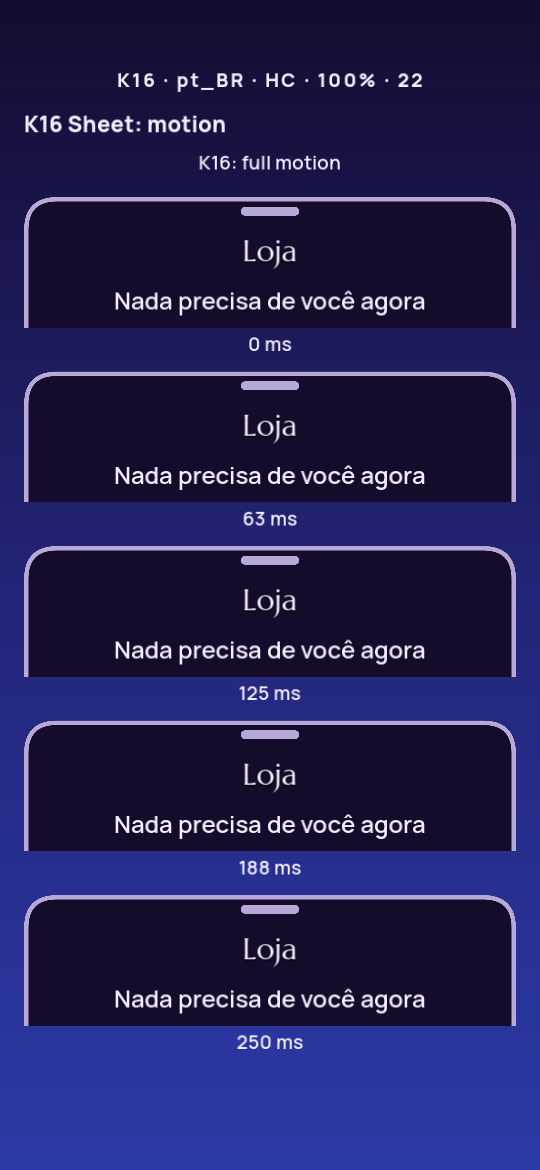 K16 · pt_BR · HC · 100% · 22
K16 Sheet: motion
K16: full motion
Loja
Nada precisa de você agora
0 ms
Loja
Nada precisa de você agora
63 ms
Loja
Nada precisa de você agora
125 ms
Loja
Nada precisa de você agora
188 ms
Loja
Nada precisa de você agora
250 ms